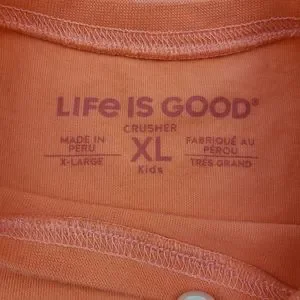 LIFE IS GOOD®
CRUSHER
MADE IN PERU XL FABRIQUÉ AU PÉROU
X-LARGE Kids TRÈS GRAND